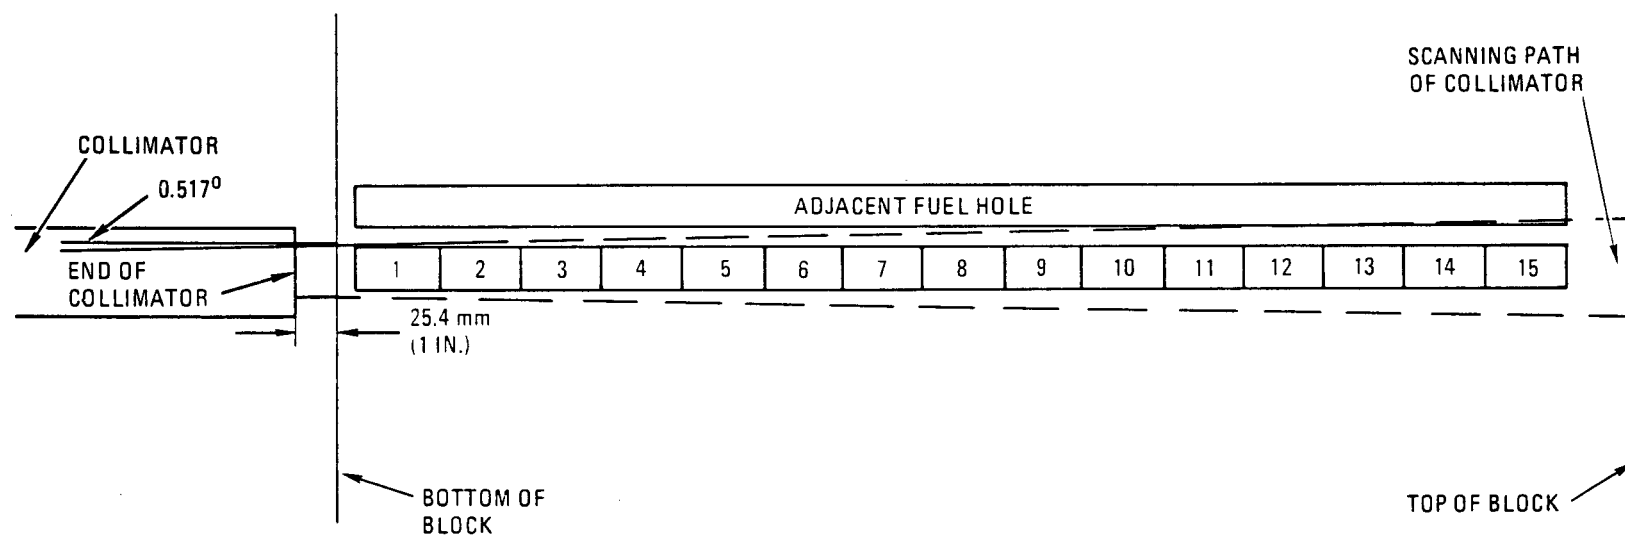 SCANNING PATH
OF COLLIMATOR
COLLIMATOR
0.517⁰
ADJACENT FUEL HOLE
END OF
COLLIMATOR
1 2 3 4 5 6 7 8 9 10 11 12 13 14 15
25.4 mm
(1 IN.)
BOTTOM OF
BLOCK
TOP OF BLOCK